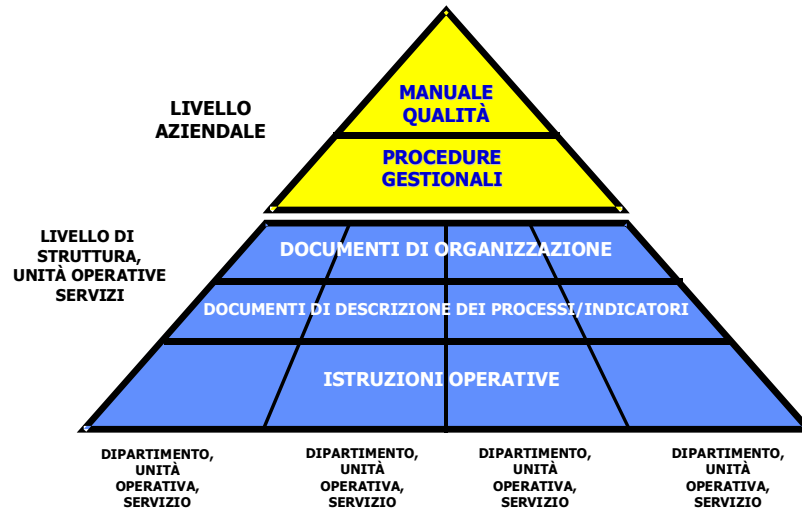 MANUALE
QUALITÀ
LIVELLO
AZIENDALE
PROCEDURE
GESTIONALI
LIVELLO DI
STRUTTURA,
UNITÀ OPERATIVE
SERVIZI
DOCUMENTI DI ORGANIZZAZIONE
DOCUMENTI DI DESCRIZIONE DEI PROCESSI/INDICATORI
ISTRUZIONI OPERATIVE
DIPARTIMENTO,
UNITÀ
OPERATIVA,
SERVIZIO
DIPARTIMENTO,
UNITÀ
OPERATIVA,
SERVIZIO
DIPARTIMENTO,
UNITÀ
OPERATIVA,
SERVIZIO
DIPARTIMENTO,
UNITÀ
OPERATIVA,
SERVIZIO